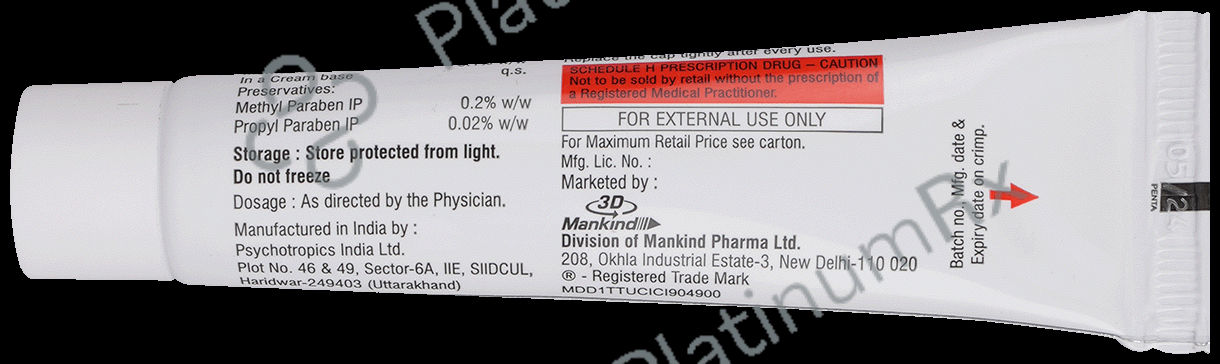 In a Cream base
q.s.
Preservatives:
Methyl Paraben IP 0.2% w/w
Propyl Paraben IP 0.02% w/w
Storage : Store protected from light.
Do not freeze
Dosage : As directed by the Physician.
Manufactured in India by :
Psychotropics India Ltd.
Plot No. 46 & 49, Sector-6A, IIE, SIIDCUL,
Haridwar-249403 (Uttarakhand)
Replace the cap tightly after every use.
SCHEDULE H PRESCRIPTION DRUG – CAUTION
Not to be sold by retail without the prescription of
a Registered Medical Practitioner.
FOR EXTERNAL USE ONLY
For Maximum Retail Price see carton.
Mfg. Lic. No. :
Marketed by :
3D
Mankind
Division of Mankind Pharma Ltd.
208, Okhla Industrial Estate-3, New Delhi-110 020
® - Registered Trade Mark
MDD1TTUCICI904900
Batch no., Mfg. date &
Expiry date on crimp.
PENTA
PlatinumRx